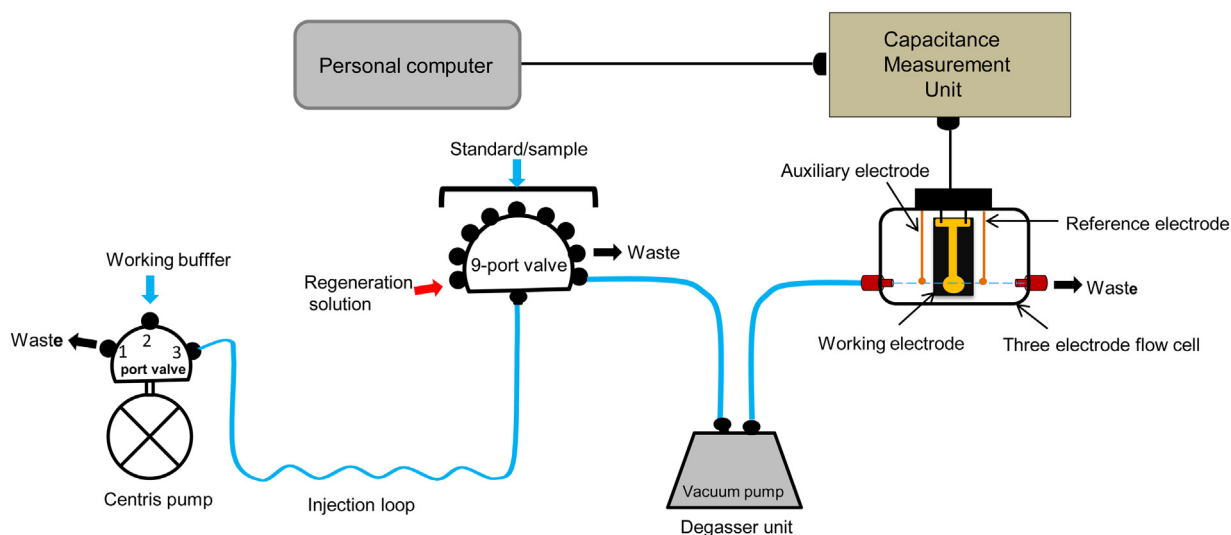 Personal computer
Capacitance
Measurement
Unit
Standard/sample
Auxiliary electrode
Reference electrode
Working bufffer
9-port valve
Waste
Regeneration
solution
Waste
Waste
1
2
3
port valve
Working electrode
Three electrode flow cell
Centris pump
Injection loop
Vacuum pump
Degasser unit